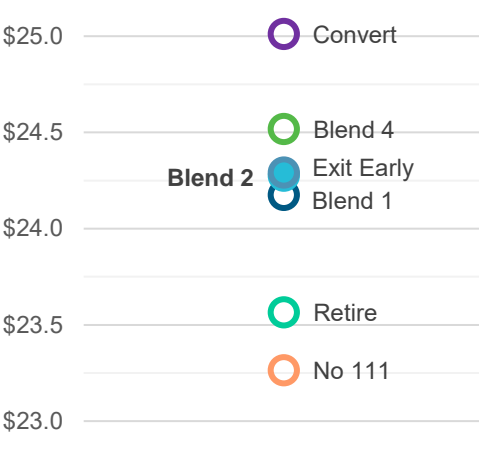 $25.0
Convert
$24.5
Blend 4
Exit Early
Blend 2
Blend 1
$24.0
Retire
$23.5
No 111
$23.0